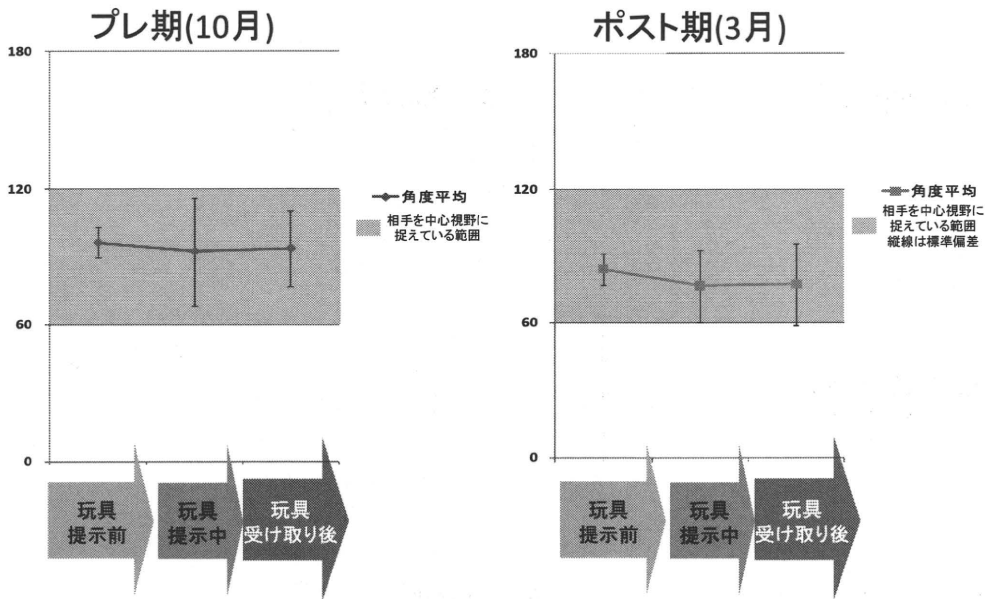 プレ期(10月)
180
120
60
0
角度平均
相手を中心視野に
捉えている範囲
玩具
提示前
玩具
提示中
玩具
受け取り後
ポスト期(3月)
180
120
60
0
角度平均
相手を中心視野に
捉えている範囲
縦線は標準偏差
玩具
提示前
玩具
提示中
玩具
受け取り後